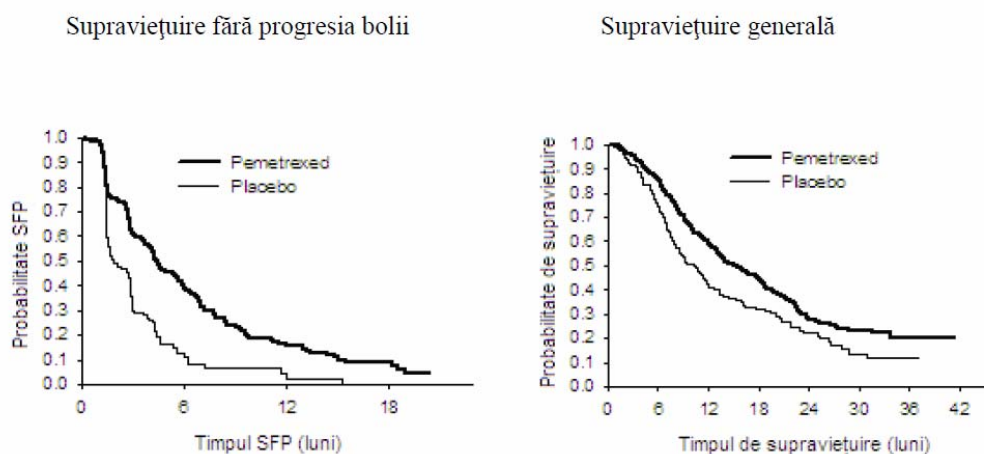 Supravieţuire fără progresia bolii
Supravieţuire generală
Probabilitate SFP
1.0
0.9
0.8
0.7
0.6
0.5
0.4
0.3
0.2
0.1
0.0
Pemetrexed
Placebo
0 6 12 18
Timpul SFP (luni)
Probabilitate de supravieţuire
1.0
0.9
0.8
0.7
0.6
0.5
0.4
0.3
0.2
0.1
0.0
Pemetrexed
Placebo
0 6 12 18 24 30 36 42
Timpul de supravieţuire (luni)